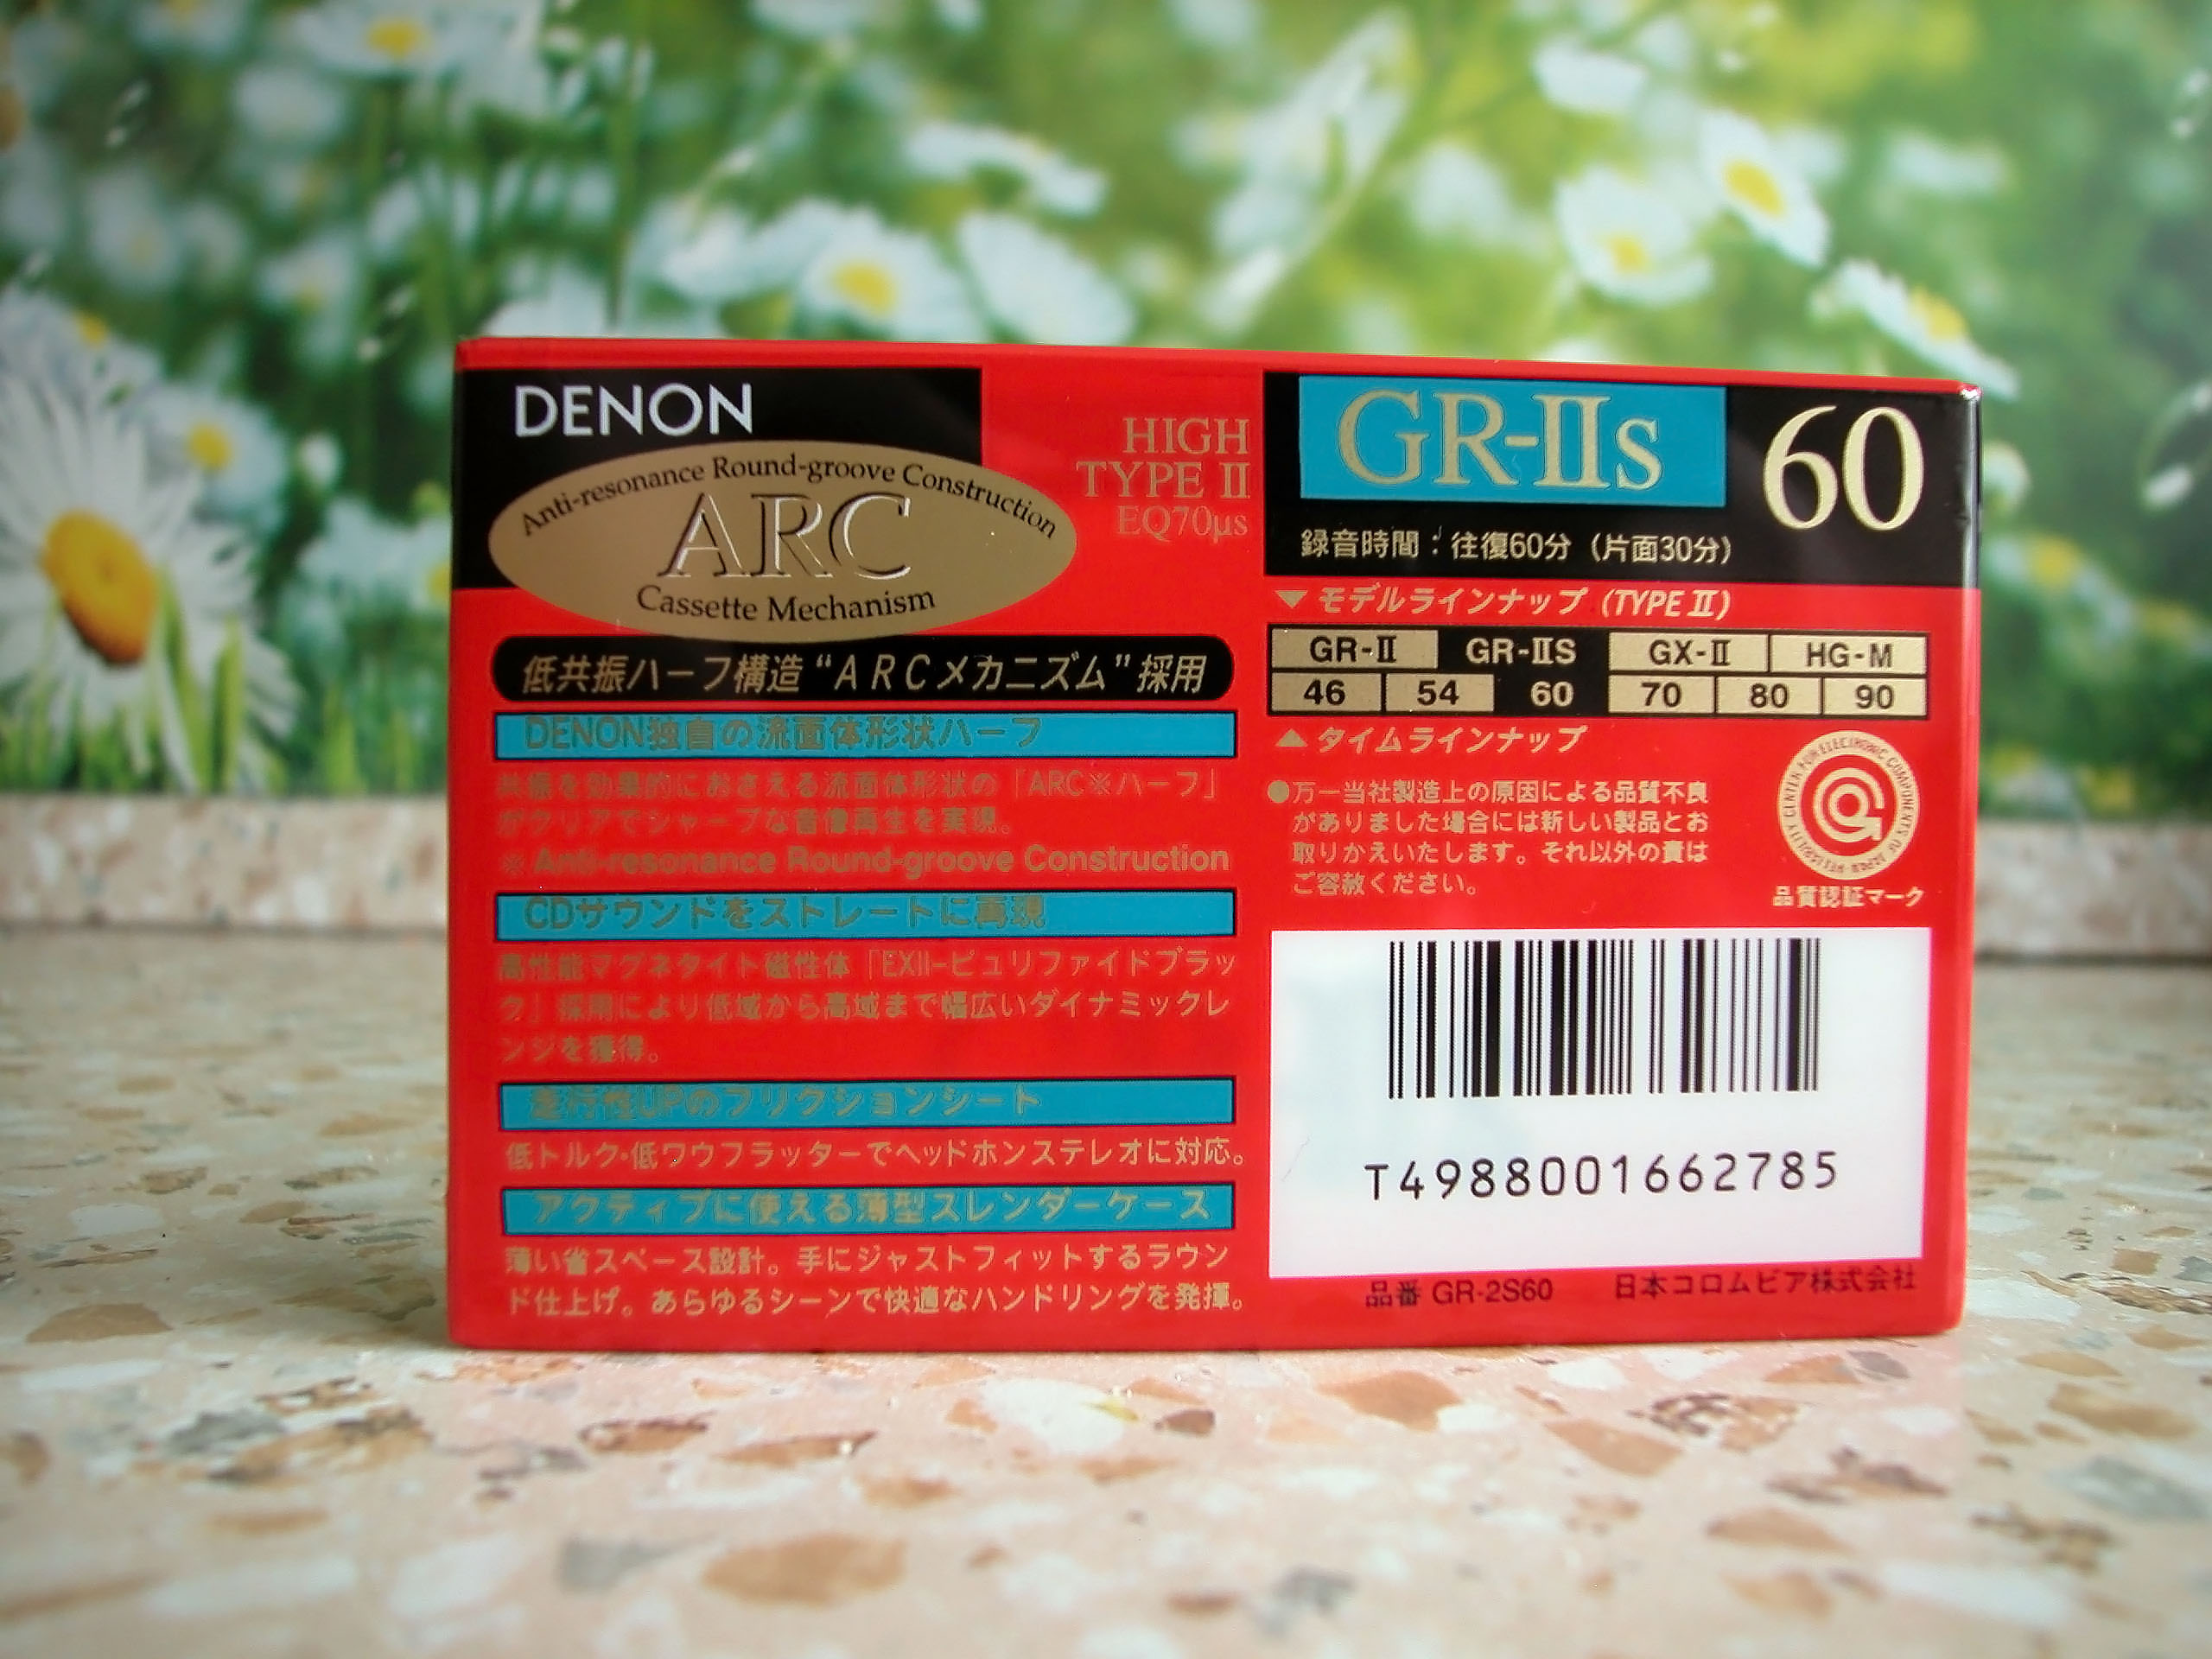 DENON
Anti-resonance Round-groove Construction
ARC
Cassette Mechanism
HIGH
TYPE II
EQ70μs
低共振ハーフ構造“ARCメカニズム”採用
DENON独自の流面体形状ハーフ
共振を効果的におさえる流面体形状の「ARC※ハーフ」
がクリアでシャープな音像再生を実現。
※ Anti-resonance Round-groove Construction
CDサウンドをストレートに再現
高性能マグネタイト磁性体「EXII-ピュリファイドブラッ
ク」採用により低域から高域まで幅広いダイナミックレ
ンジを獲得。
走行性UPのフリクションシート
低トルク・低ワウフラッターでヘッドホンステレオに対応。
アクティブに使える薄型スレンダーケース
薄い省スペース設計。手にジャストフィットするラウン
ド仕上げ。あらゆるシーンで快適なハンドリングを発揮。
GR-IIS
60
録音時間：往復60分（片面30分）
▼モデルラインナップ (TYPE II)
GR-II GR-IIS GX-II HG-M
46 54 60 70 80 90
▲タイムラインナップ
●万一当社製造上の原因による品質不良
がありました場合には新しい製品とお
取りかえいたします。それ以外の責は
ご容赦ください。
RELIABILITY CENTER FOR ELECTRONIC COMPONENTS OF JAPAN
品質認証マーク
T4988001662785
品番 GR-2S60 日本コロムビア株式会社